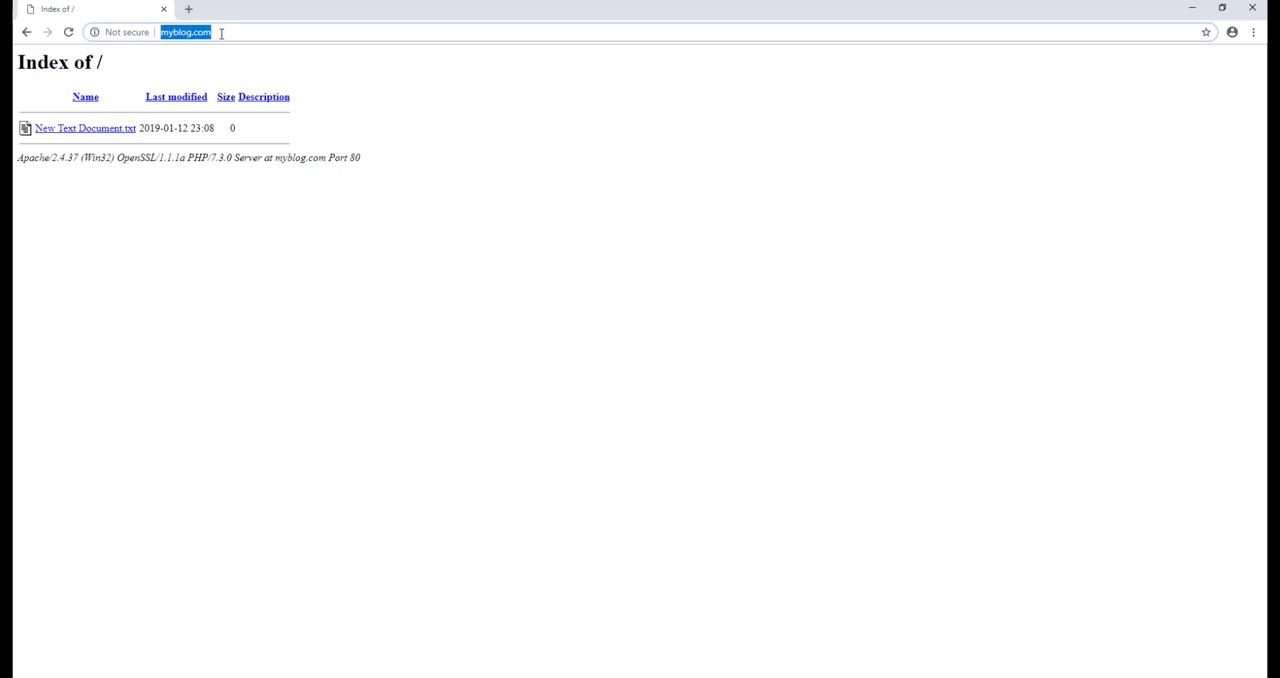 Index of /
Not secure | myblog.com
Index of /
Name Last modified Size Description
New Text Document.txt 2019-01-12 23:08 0
Apache/2.4.37 (Win32) OpenSSL/1.1.1a PHP/7.3.0 Server at myblog.com Port 80